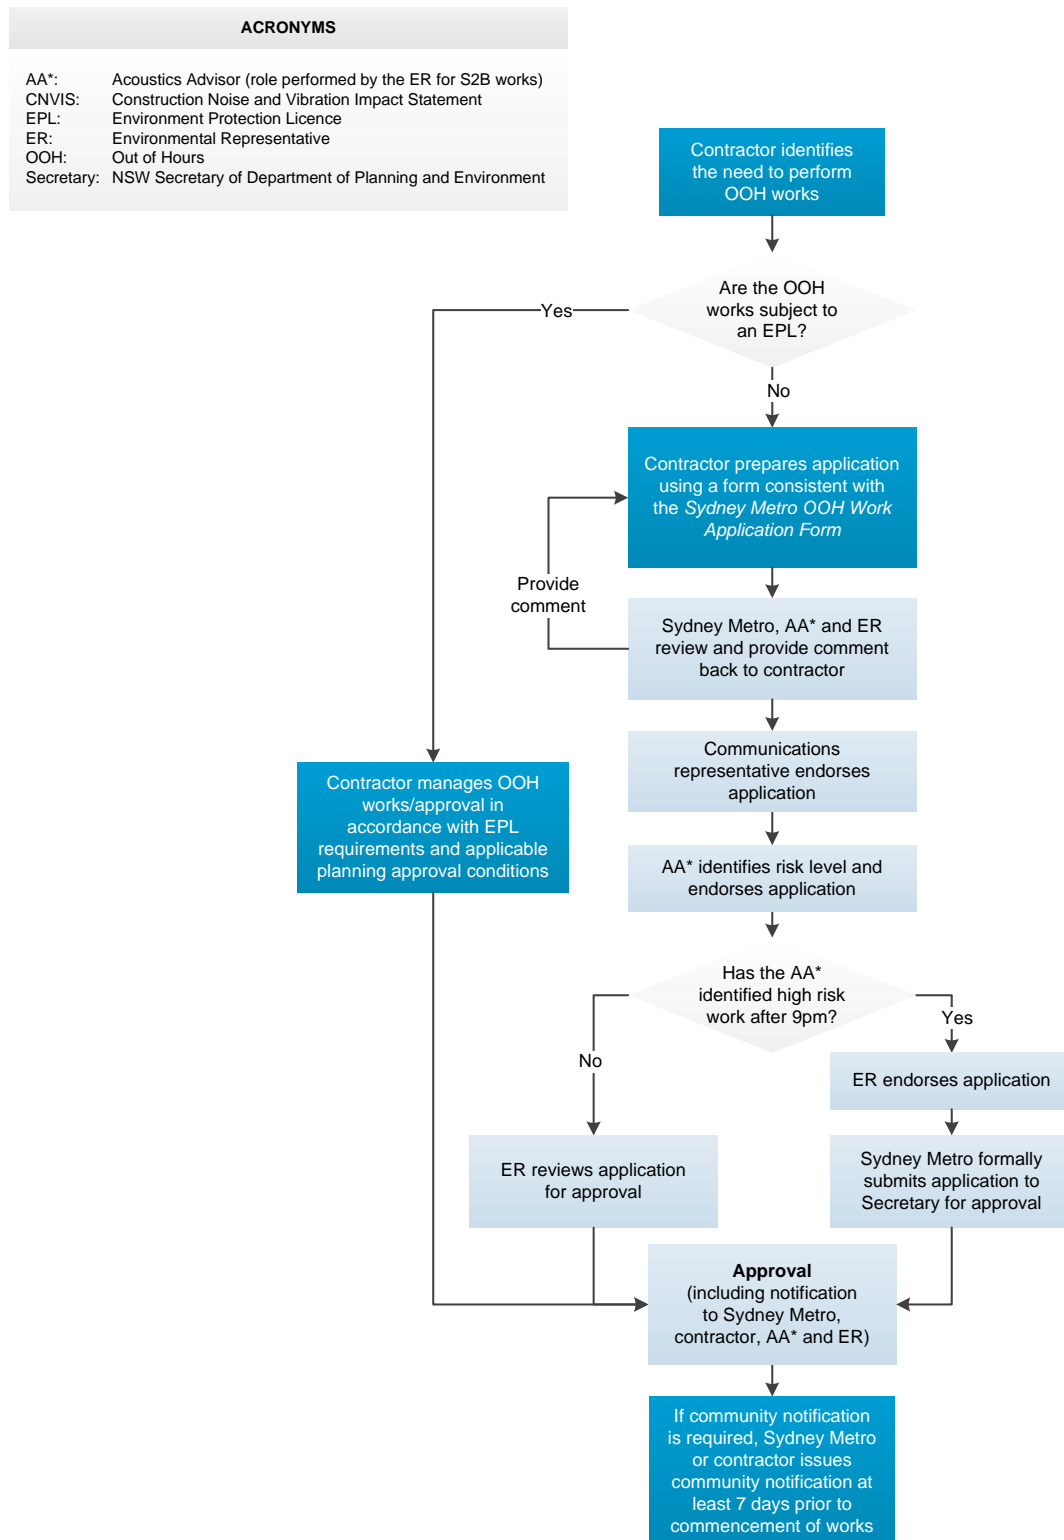 ACRONYMS
AA*: Acoustics Advisor (role performed by the ER for S2B works)
CNVIS: Construction Noise and Vibration Impact Statement
EPL: Environment Protection Licence
ER: Environmental Representative
OOH: Out of Hours
Secretary: NSW Secretary of Department of Planning and Environment
Contractor identifies
the need to perform
OOH works
Are the OOH
works subject to
an EPL?
Yes
No
Contractor prepares application
using a form consistent with
the Sydney Metro OOH Work
Application Form
Provide
comment
Sydney Metro, AA* and ER
review and provide comment
back to contractor
Communications
representative endorses
application
Contractor manages OOH
works/approval in
accordance with EPL
requirements and applicable
planning approval conditions
AA* identifies risk level and
endorses application
Has the AA*
identified high risk
work after 9pm?
No
Yes
ER endorses application
ER reviews application
for approval
Sydney Metro formally
submits application to
Secretary for approval
Approval
(including notification
to Sydney Metro,
contractor, AA* and ER)
If community notification
is required, Sydney Metro
or contractor issues
community notification at
least 7 days prior to
commencement of works